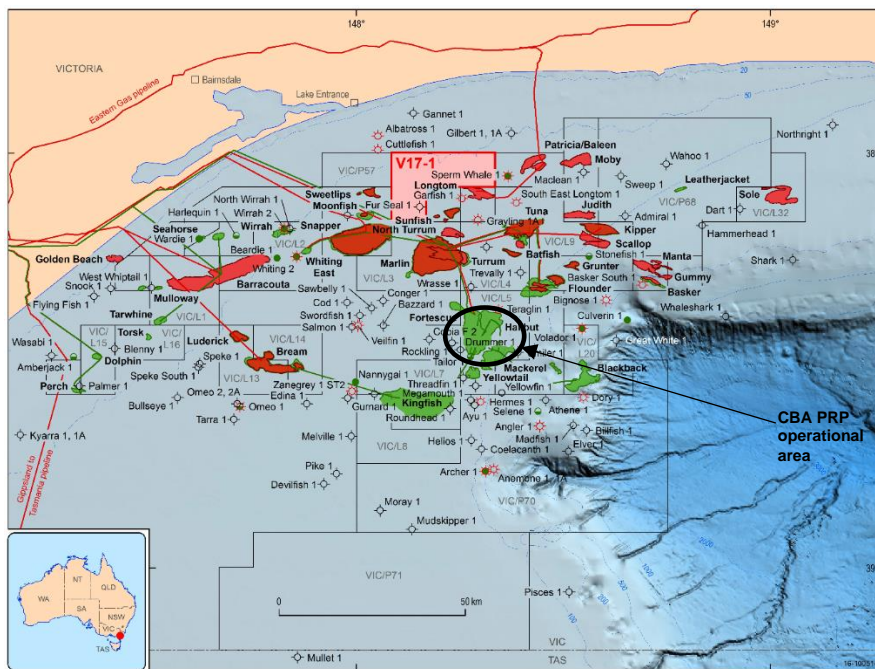 148°
149°
VICTORIA
Bairnsdale
Lake Entrance
Eastern Gas pipeline
20
50
Gannet 1
Albatross 1
Cuttlefish 1
Gilbert 1, 1A
Northright 1
Patricia/Baleen
VIC/P57
V17-1
Moby
38
Sperm Whale 1
Maclean 1
Wahoo 1
Sweep 1
Leatherjacket
Sweetlips
Moonfish
Longtom
Garfish 1
South East Longtom 1
VIC/P68
Sole
North Wirrah 1
Fur Seal 1
Harlequin 1
Wirrah 2
Sunfish
Grayling 1A
Tuna
Judith
Admiral 1
Dart 1
VIC/L32
Seahorse
Wirrah
Snapper
North Turrum
Kipper
Hammerhead 1
Wardie 1
VIC/L2
VIC/L9
Scallop
Beardie 1
Batfish
Stonefish 1
Golden Beach
Whiting
East
Marlin
Turrum
Grunter
Manta
Shark 1
Whiting 2
VIC/L3
Trevally 1
Basker South 1
Gummy
West Whiptail 1
Barracouta
Sawbelly 1
Wrasse 1
VIC/L4
Flounder
Snook 1
Conger 1
VIC/L5
Bignose 1
Basker
Flying Fish 1
Mulloway
Cod 1
Bazzard 1
Teraglin 1
Tarwhine
VIC/L1
Swordfish 1
Fortescue
Culverin 1
Whaleshark 1
Torsk
VIC/
L15
VIC/
L16
Salmon 1
Cobia F 2
Halibut
Volador 1
Wasabi 1
Luderick
VIC/L14
Veilfin 1
Drummer 1
VIC/
L20
Great White 1
Blenny 1
Rockling 1
Amberjack 1
Dolphin
Speke 1
Bream
Tailor
Mackerel
Speke South 1
VIC/L13
Nannygai 1
VIC/L7
Yellowtail
Blackback
Perch
Palmer 1
Zanegrey 1 ST2
Threadfin 1
Yellowfin 1
Omeo 2, 2A
Edina 1
Megamouth 1
Hermes 1
Dory 1
Bullseye 1
Omeo 1
Gurnard 1
Kingfish
Selene 1
Athene 1
Tarra 1
Roundhead 1
Ayu 1
CBA PRP
operational
area
Angler 1
Billfish 1
Kyarra 1, 1A
Melville 1
Helios 1
Madfish 1
Elver 1
VIC/L8
Coelacanth 1
Pike 1
Archer 1
Anemone 1, 1A
Devilfish 1
VIC/P70
Gippsland to
Tasmania pipeline
Moray 1
Mudskipper 1
VIC/P71
39
0
50 km
Pisces 1
NT
QLD
WA
SA
NSW
VIC
TAS
Mullet 1
VIC
TAS